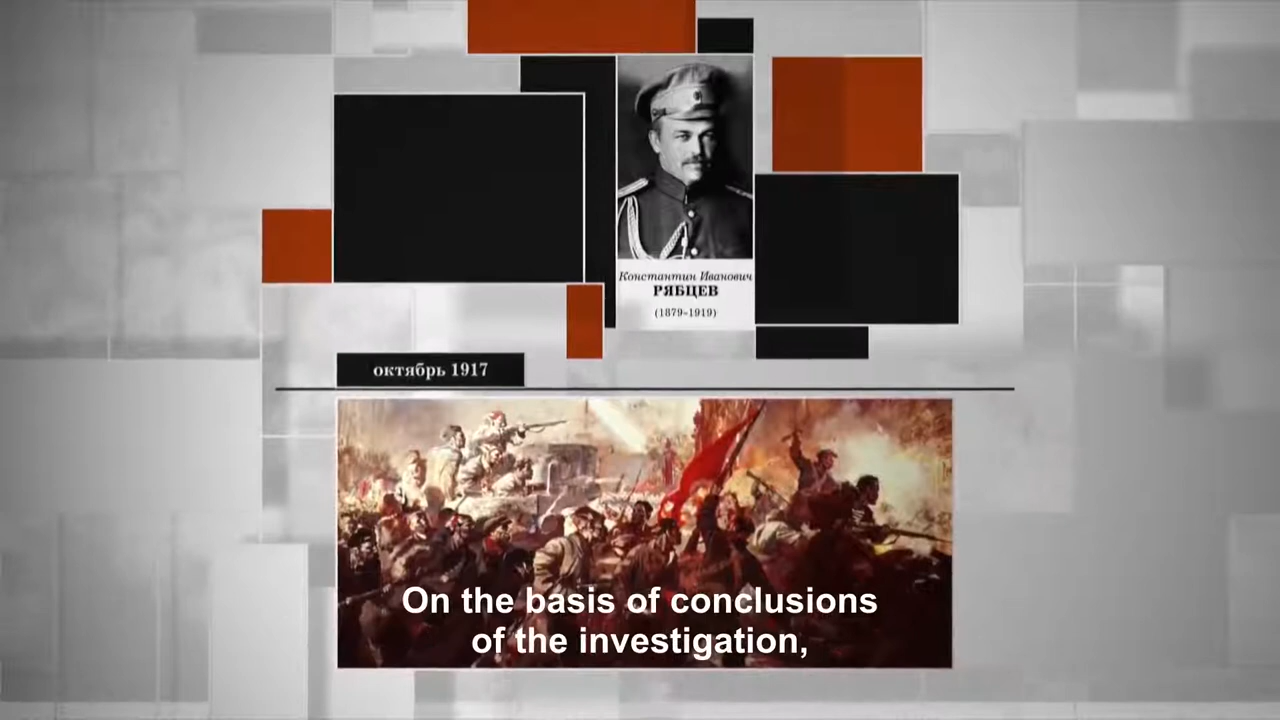 Константин Иванович
РЯБЦЕВ
(1879–1919)
октябрь 1917
On the basis of conclusions
of the investigation,